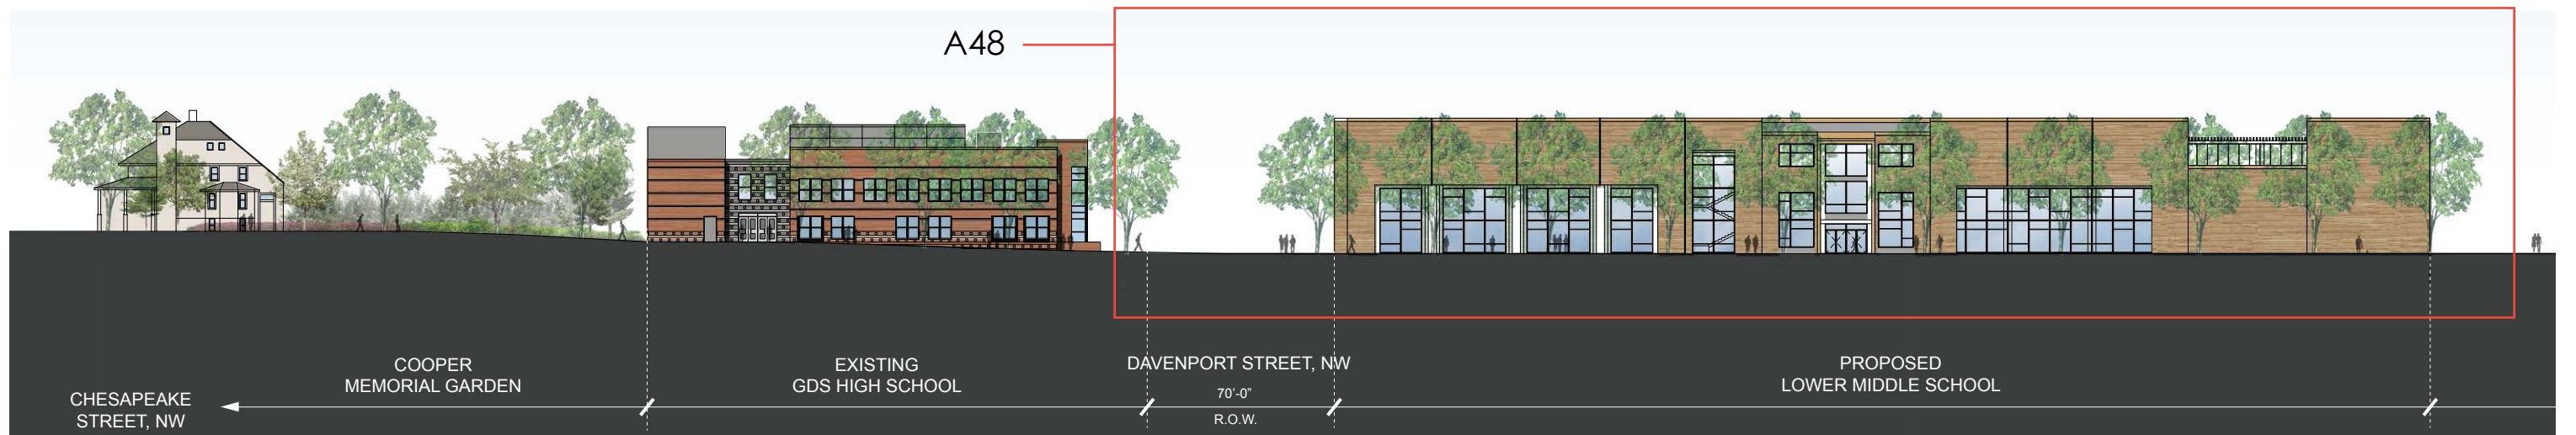 A48
COOPER
MEMORIAL GARDEN
EXISTING
GDS HIGH SCHOOL
DAVENPORT STREET, NW
PROPOSED
LOWER MIDDLE SCHOOL
CHESAPEAKE
STREET, NW
70'-0"
R.O.W.